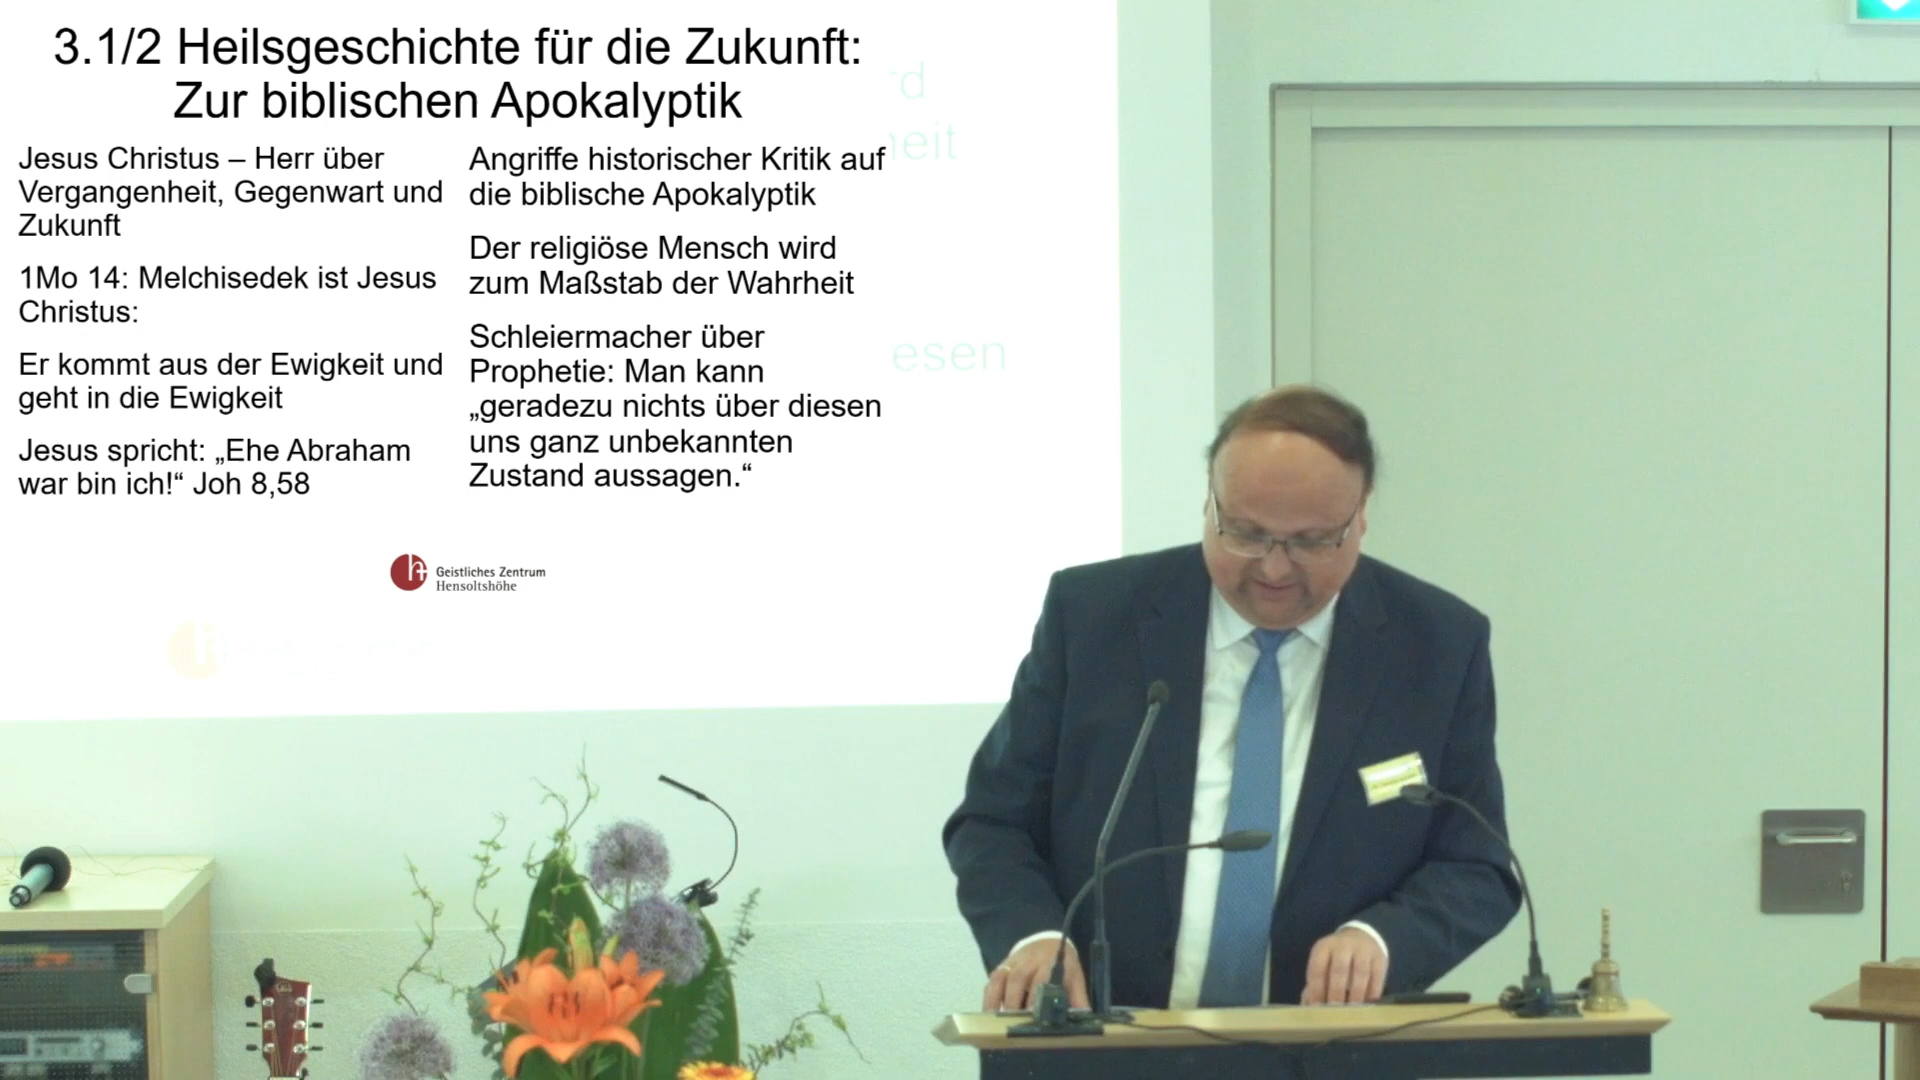 3.1/2 Heilsgeschichte für die Zukunft:
Zur biblischen Apokalyptik
Jesus Christus – Herr über
Vergangenheit, Gegenwart und
Zukunft
1Mo 14: Melchisedek ist Jesus
Christus:
Er kommt aus der Ewigkeit und
geht in die Ewigkeit
Jesus spricht: „Ehe Abraham
war bin ich!“ Joh 8,58
Angriffe historischer Kritik auf
die biblische Apokalyptik
Der religiöse Mensch wird
zum Maßstab der Wahrheit
Schleiermacher über
Prophetie: Man kann
„geradezu nichts über diesen
uns ganz unbekannten
Zustand aussagen.“
Geistliches Zentrum
Hensoltshöhe